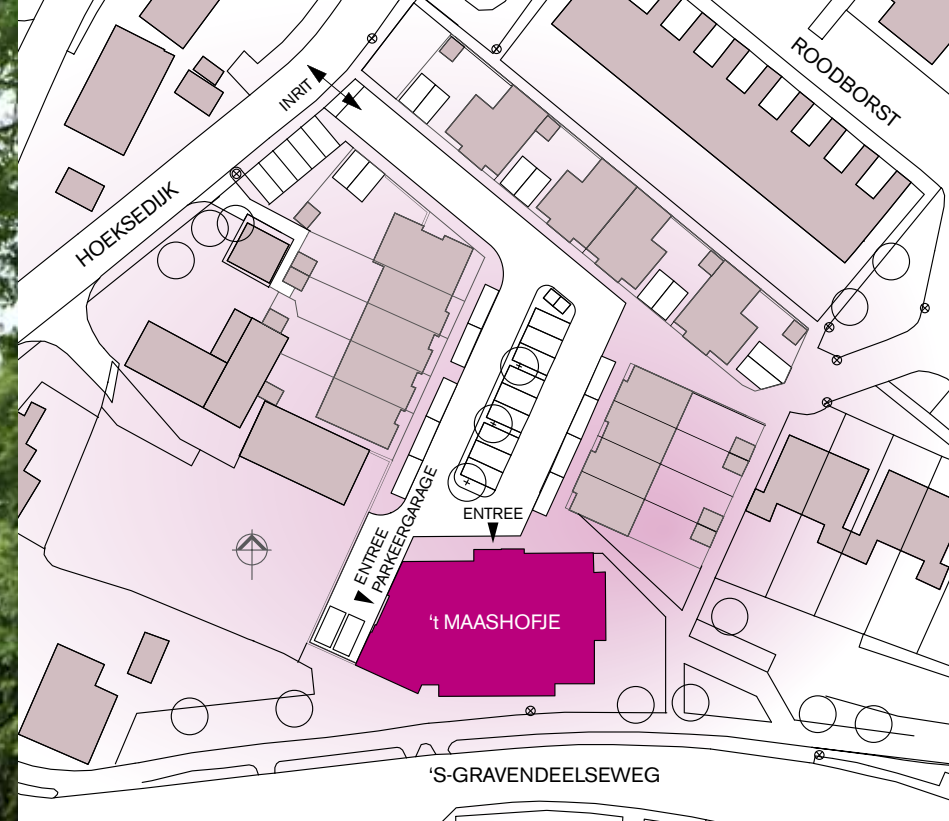 ROODBORST
INRIT
HOEKSEDIJK
ENTREE
PARKEERGARAGE
ENTREE
‘t MAASHOFJE
‘S-GRAVENDEELSEWEG